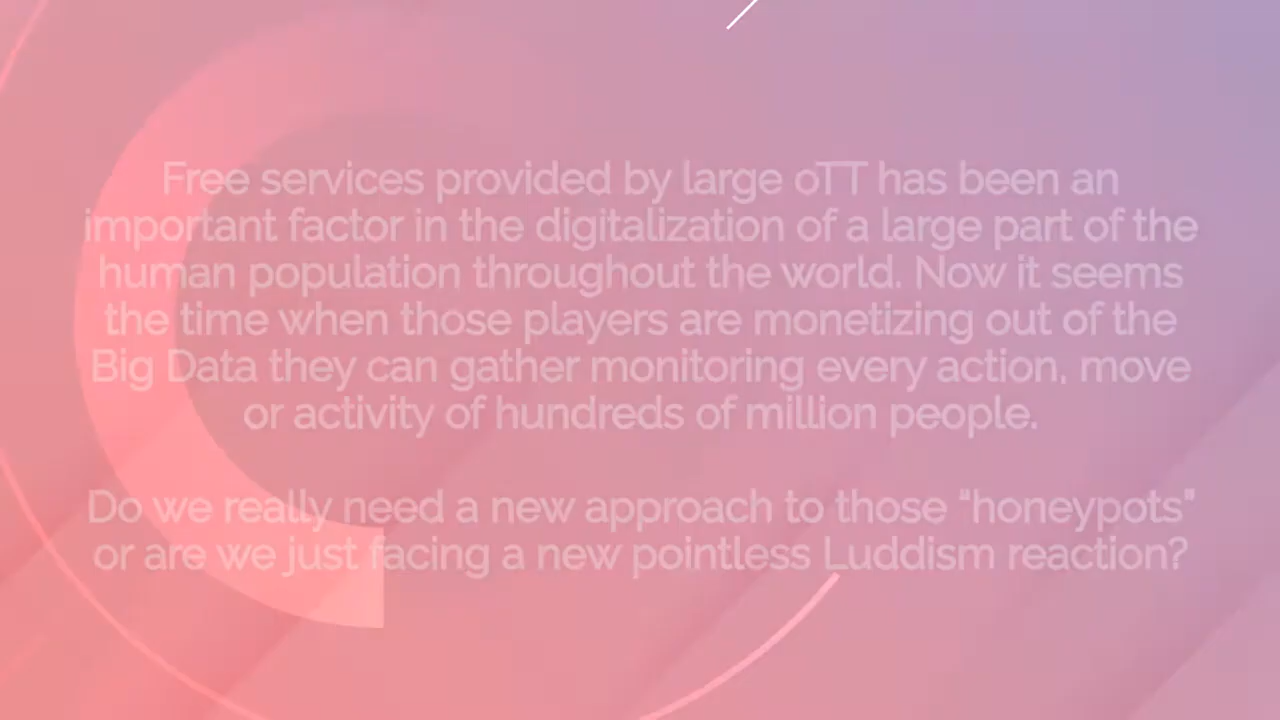 Free services provided by large oTT has been an
important factor in the digitalization of a large part of the
human population throughout the world. Now it seems
the time when those players are monetizing out of the
Big Data they can gather monitoring every action, move
or activity of hundreds of million people.
Do we really need a new approach to those "honeypots"
or are we just facing a new pointless Luddism reaction?